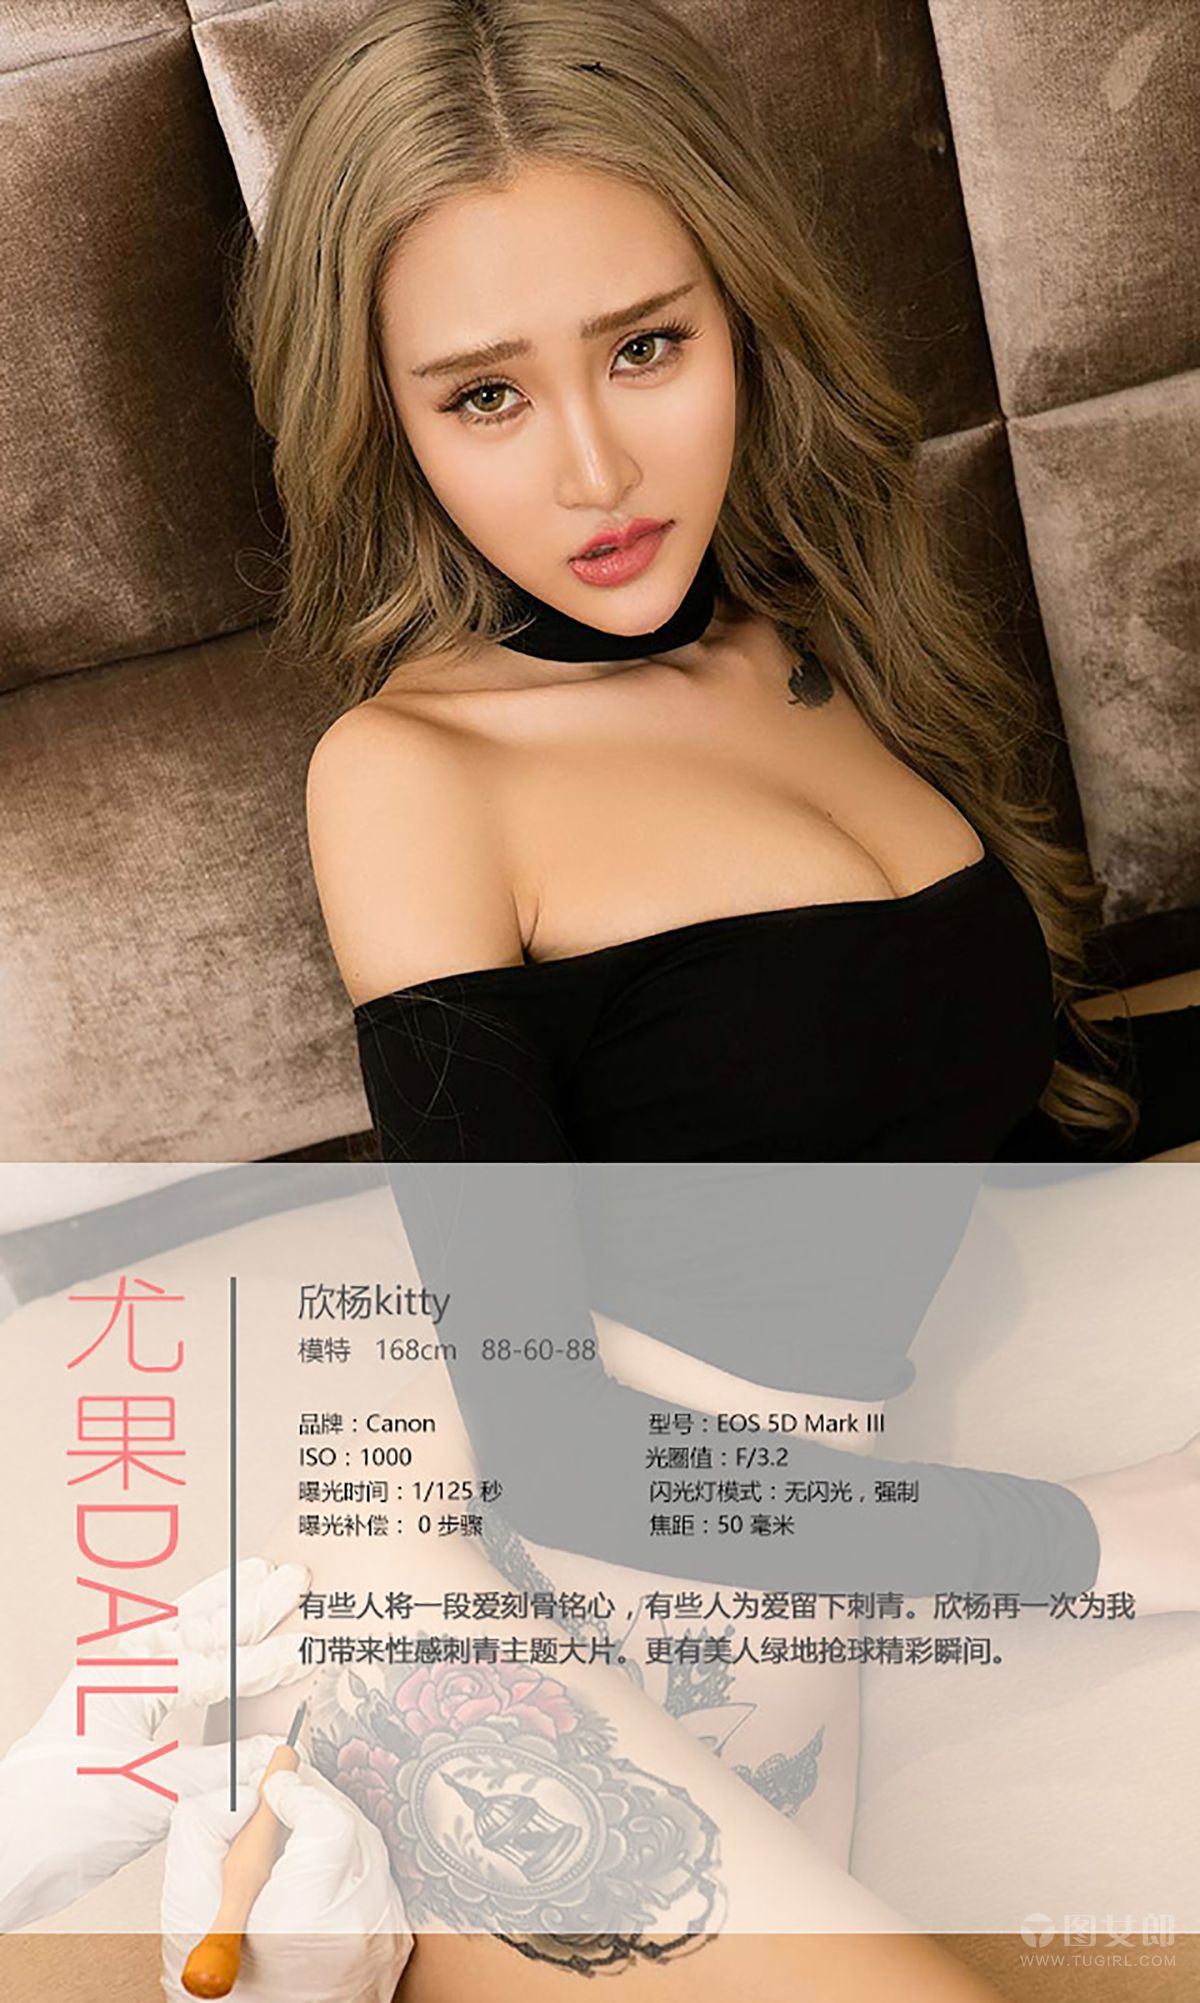 尤果DAILY
欣杨kitty
模特 168cm 88-60-88
品牌：Canon 型号：EOS 5D Mark III
ISO：1000 光圈值：F/3.2
曝光时间：1/125 秒 闪光灯模式：无闪光，强制
曝光补偿： 0 步骤 焦距：50 毫米
有些人将一段爱刻骨铭心，有些人为爱留下刺青。欣杨再一次为我
们带来性感刺青主题大片。更有美人绿地抢球精彩瞬间。
图女郎
WWW.TUGIRL.COM